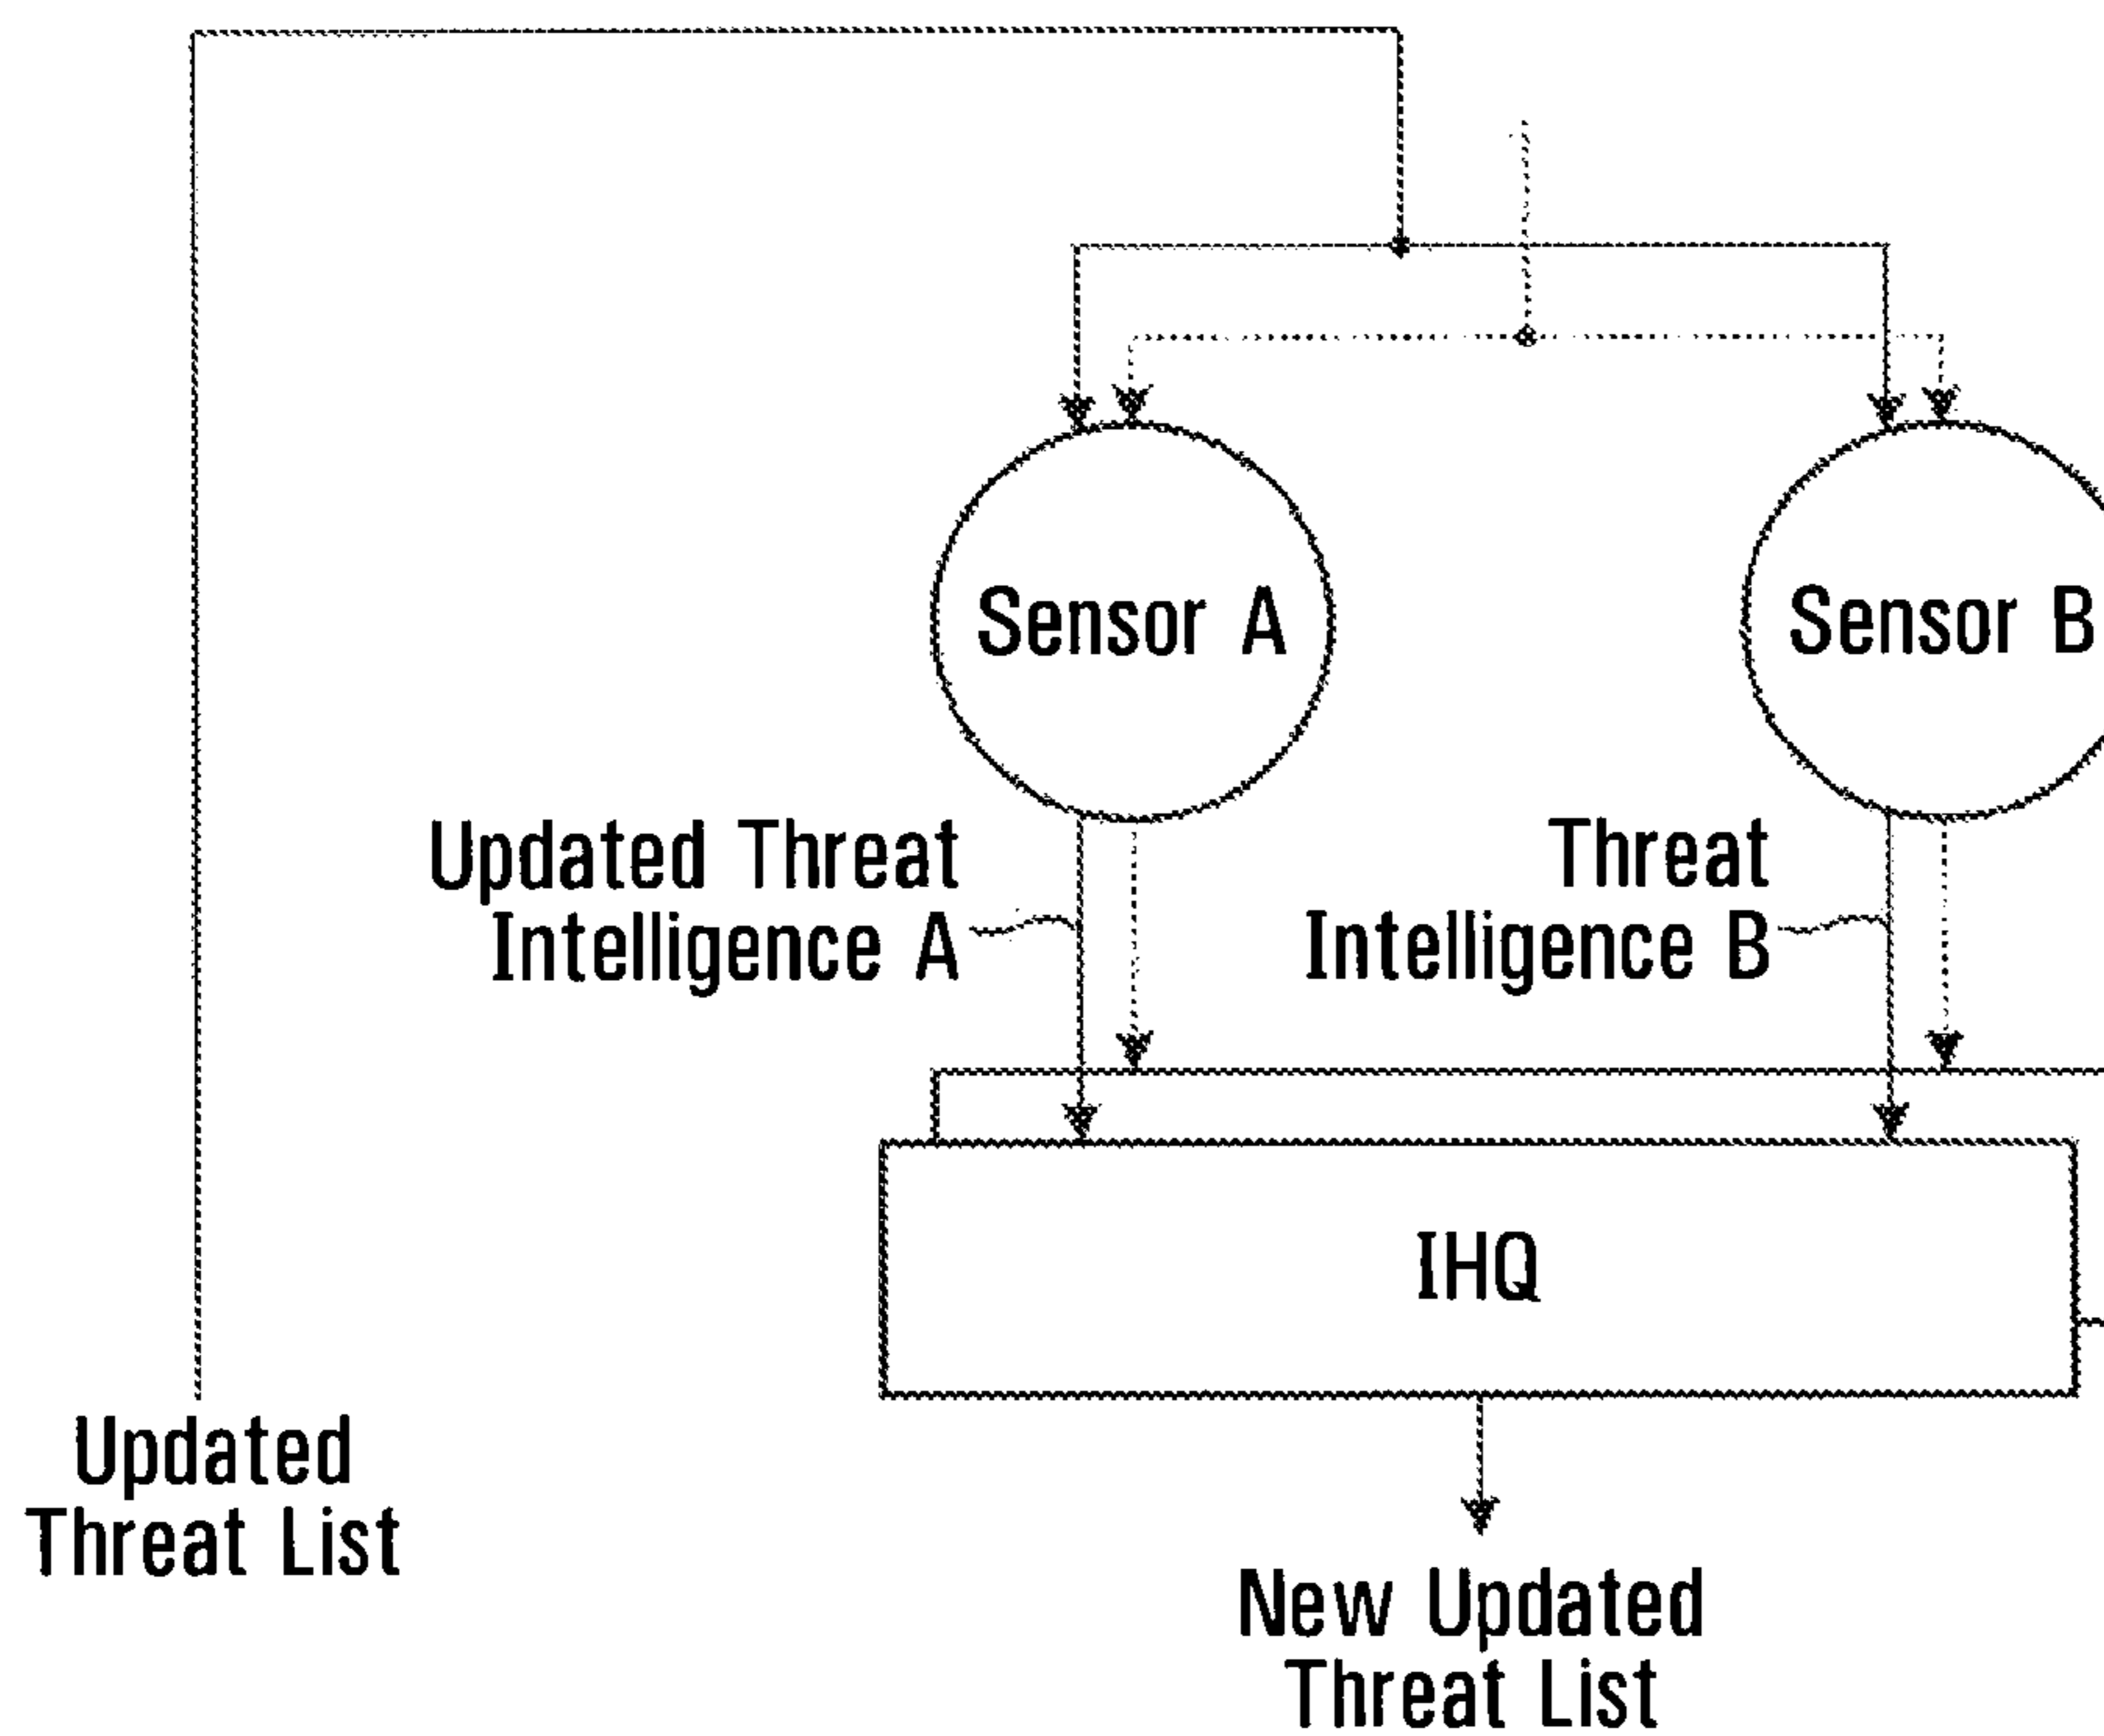 Sensor A
Sensor B
Updated Threat
Intelligence A
Threat
Intelligence B
IHQ
Updated
Threat List
New Updated
Threat List